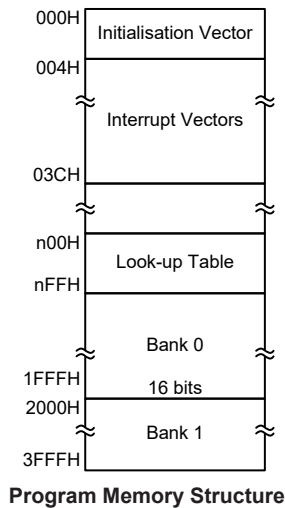 000H
Initialisation Vector
004H
Interrupt Vectors
03CH
n00H
Look-up Table
nFFH
Bank 0
1FFFH
16 bits
2000H
Bank 1
3FFFH
Program Memory Structure